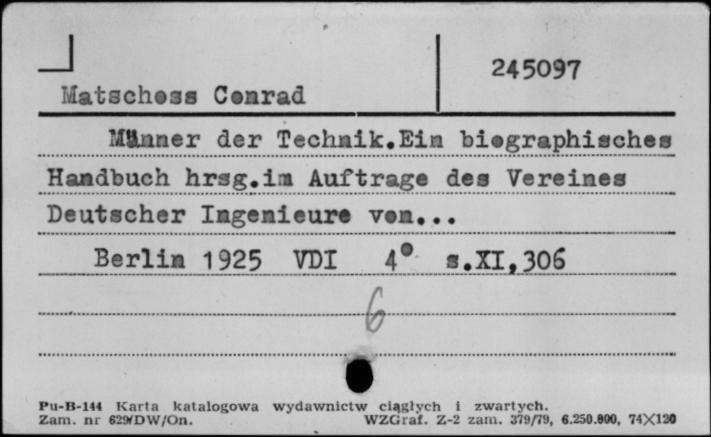 245097
Matschoss Conrad
Männer der Technik.Ein biographisches
Handbuch hrsg.im Auftrage des Vereines
Deutscher Ingenieure von...
Berlin 1925 VDI 4° s.XI,306
6
Pu-B-144 Karta katalogowa wydawnictw ciągłych i zwartych.
Zam. nr 629/DW/On. WZGraf. Z-2 zam. 379/79, 6.250.000, 74X120